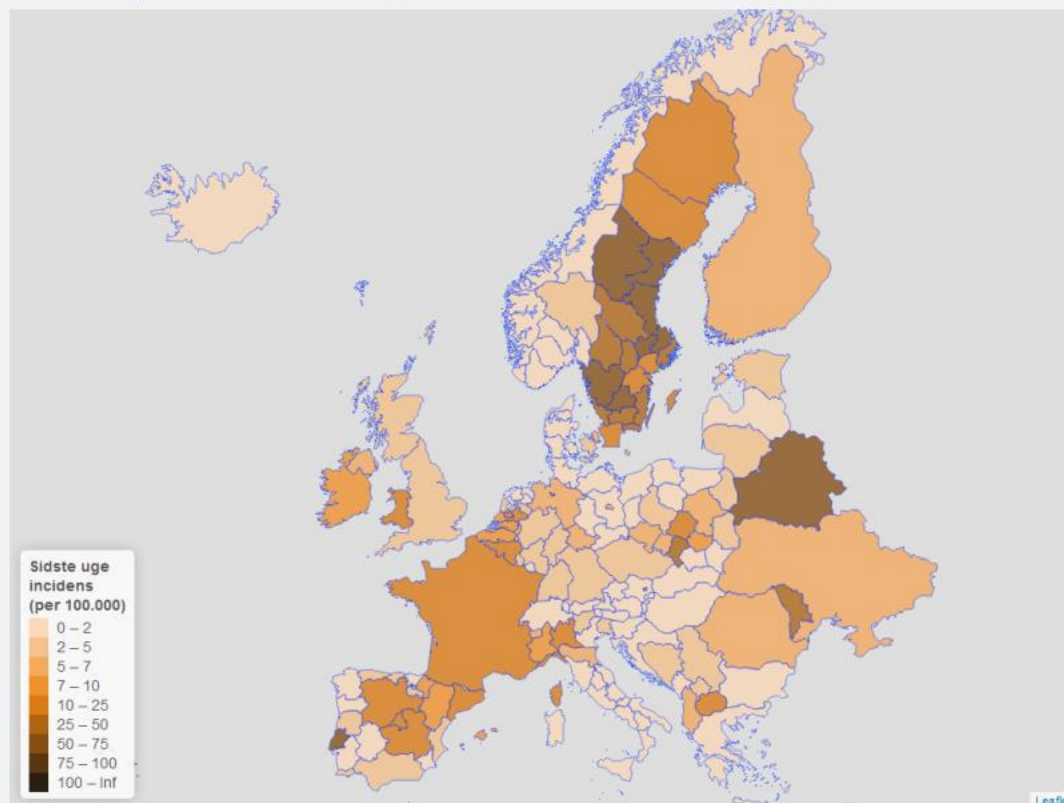 Sidste uge
incidens
(per 100.000)
0 – 2
2 – 5
5 – 7
7 – 10
10 – 25
25 – 50
50 – 75
75 – 100
100 – Inf